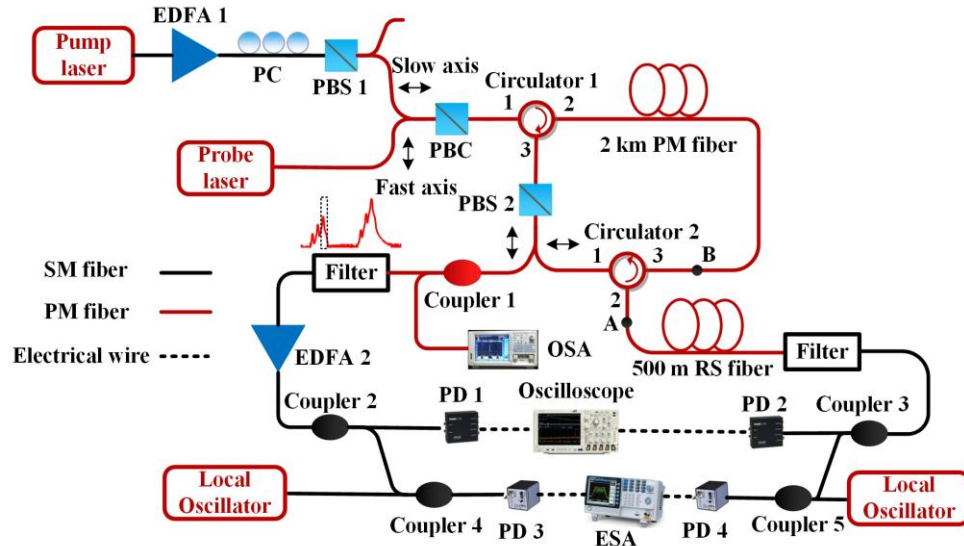 EDFA 1
Pump
laser
PC
PBS 1
Slow axis
Circulator 1
1
2
3
PBC
2 km PM fiber
Probe
laser
Fast axis
PBS 2
Circulator 2
1
3
B
2
A
SM fiber
PM fiber
Electrical wire
Filter
Coupler 1
OSA
500 m RS fiber
Filter
EDFA 2
Coupler 2
PD 1
Oscilloscope
PD 2
Coupler 3
Local
Oscillator
Coupler 4
PD 3
ESA
PD 4
Coupler 5
Local
Oscillator